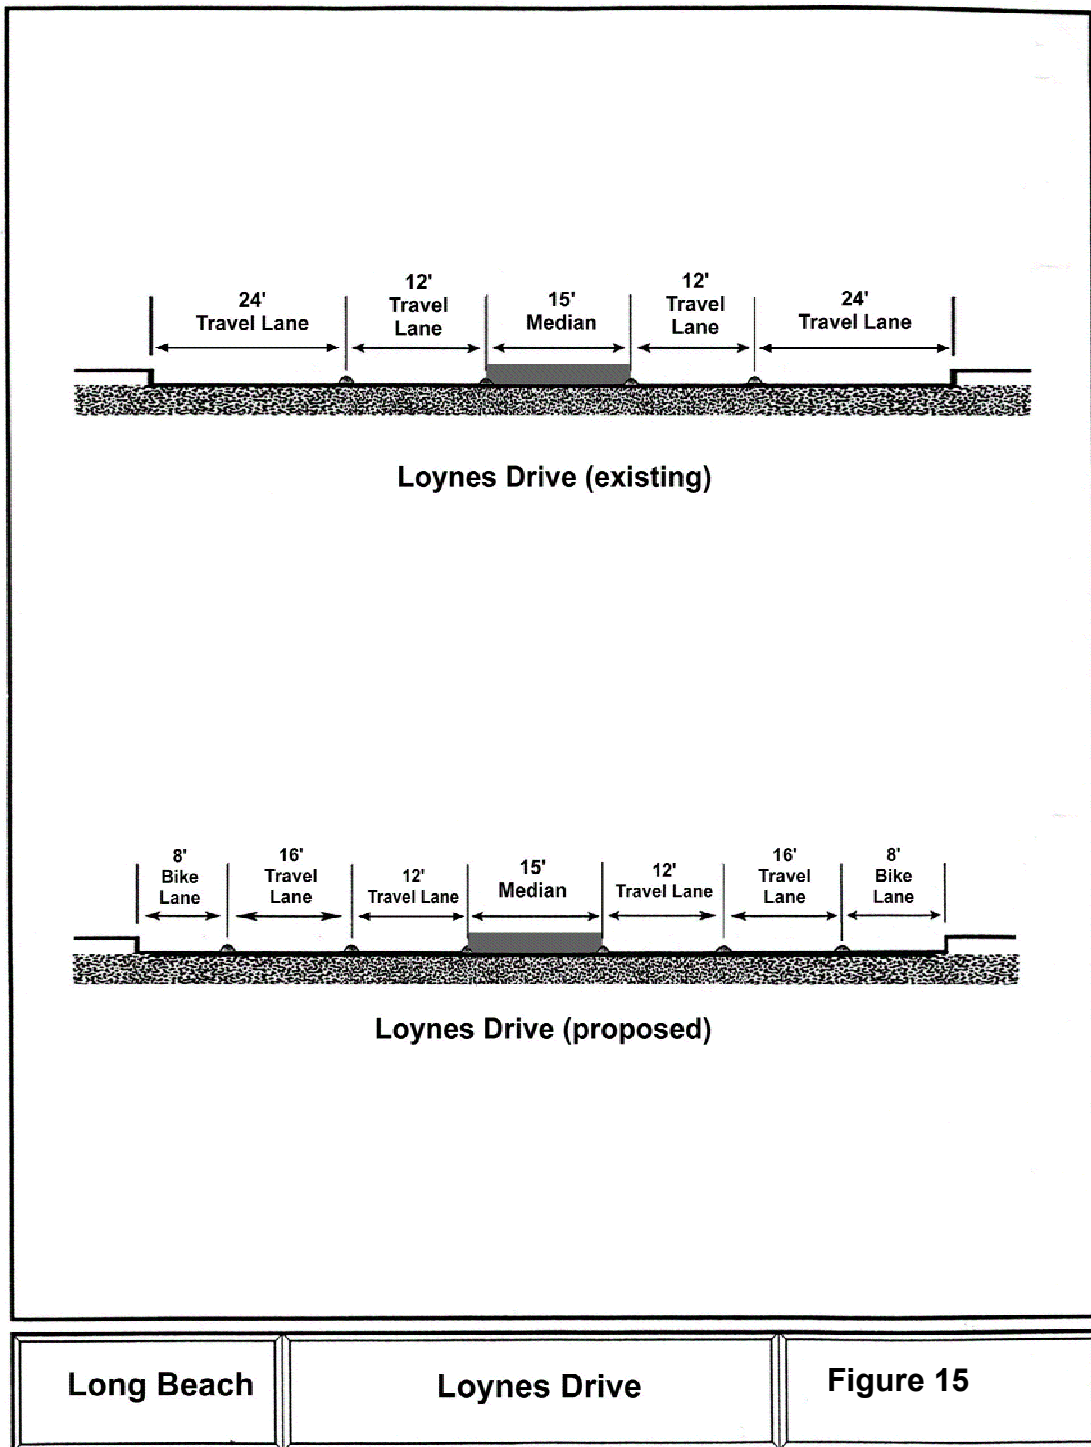 24'
Travel Lane
12'
Travel
Lane
15'
Median
12'
Travel
Lane
24'
Travel Lane
Loynes Drive (existing)
8'
Bike
Lane
16'
Travel
Lane
12'
Travel Lane
15'
Median
12'
Travel Lane
16'
Travel
Lane
8'
Bike
Lane
Loynes Drive (proposed)
Long Beach
Loynes Drive
Figure 15